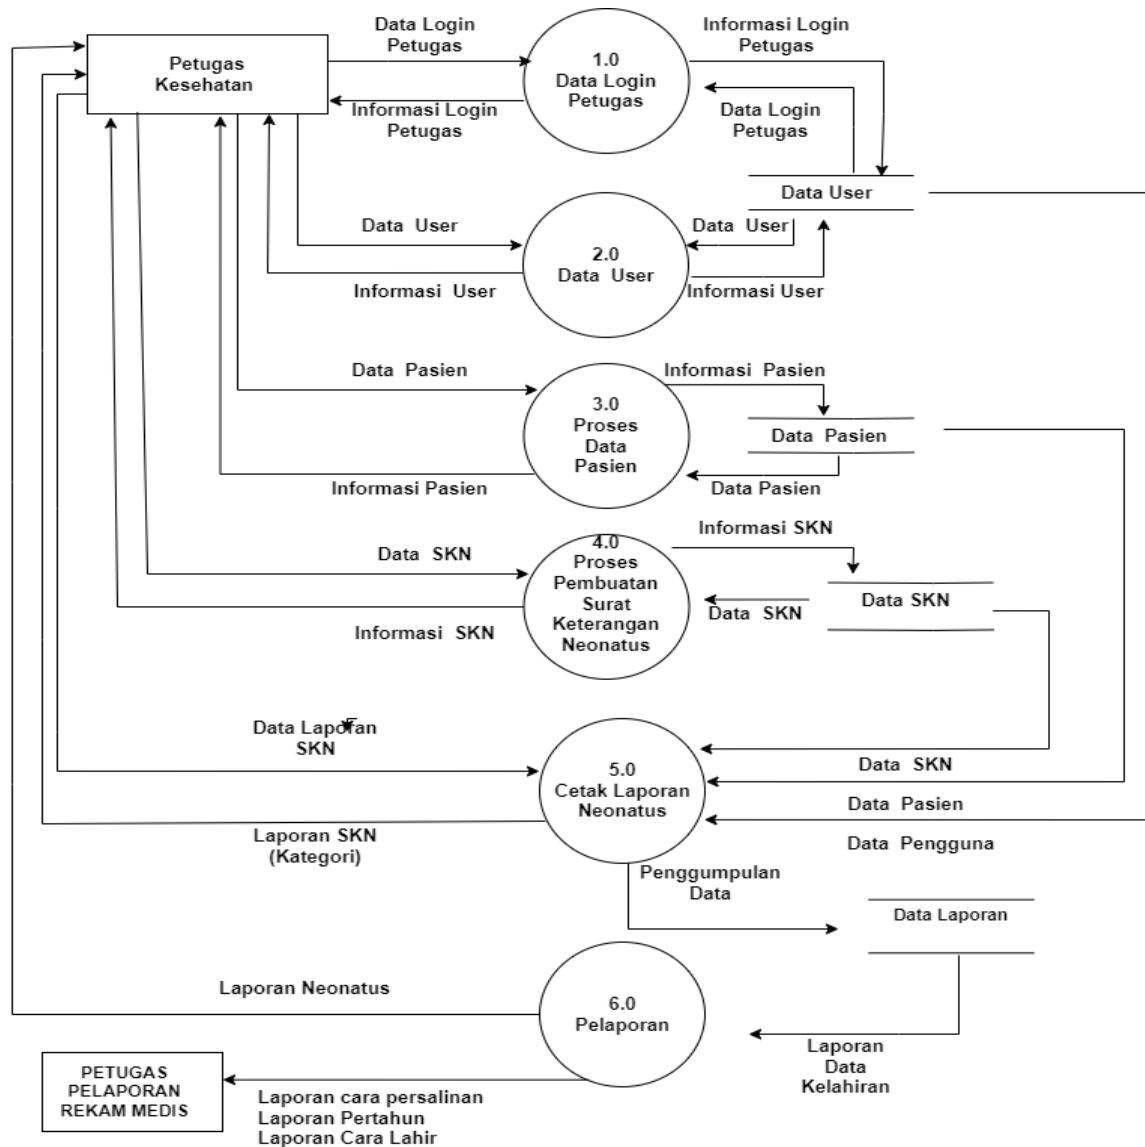 Data Login
Petugas
Informasi Login
Petugas
Petugas
Kesehatan
1.0
Data Login
Petugas
Informasi Login
Petugas
Data Login
Petugas
Data User
Data User
2.0
Data User
Data User
Informasi User
Informasi User
Data Pasien
3.0
Proses
Data
Pasien
Informasi Pasien
Data Pasien
Informasi Pasien
Data Pasien
Data SKN
4.0
Proses
Pembuatan
Surat
Keterangan
Neonatus
Informasi SKN
Data SKN
Data SKN
Informasi SKN
Data Laporan
SKN
5.0
Cetak Laporan
Neonatus
Data SKN
Data Pasien
Data Pengguna
Laporan SKN
(Kategori)
Penggumpulan
Data
Data Laporan
Laporan Neonatus
6.0
Pelaporan
Laporan
Data
Kelahiran
PETUGAS
PELAPORAN
REKAM MEDIS
Laporan cara persalinan
Laporan Pertahun
Laporan Cara Lahir